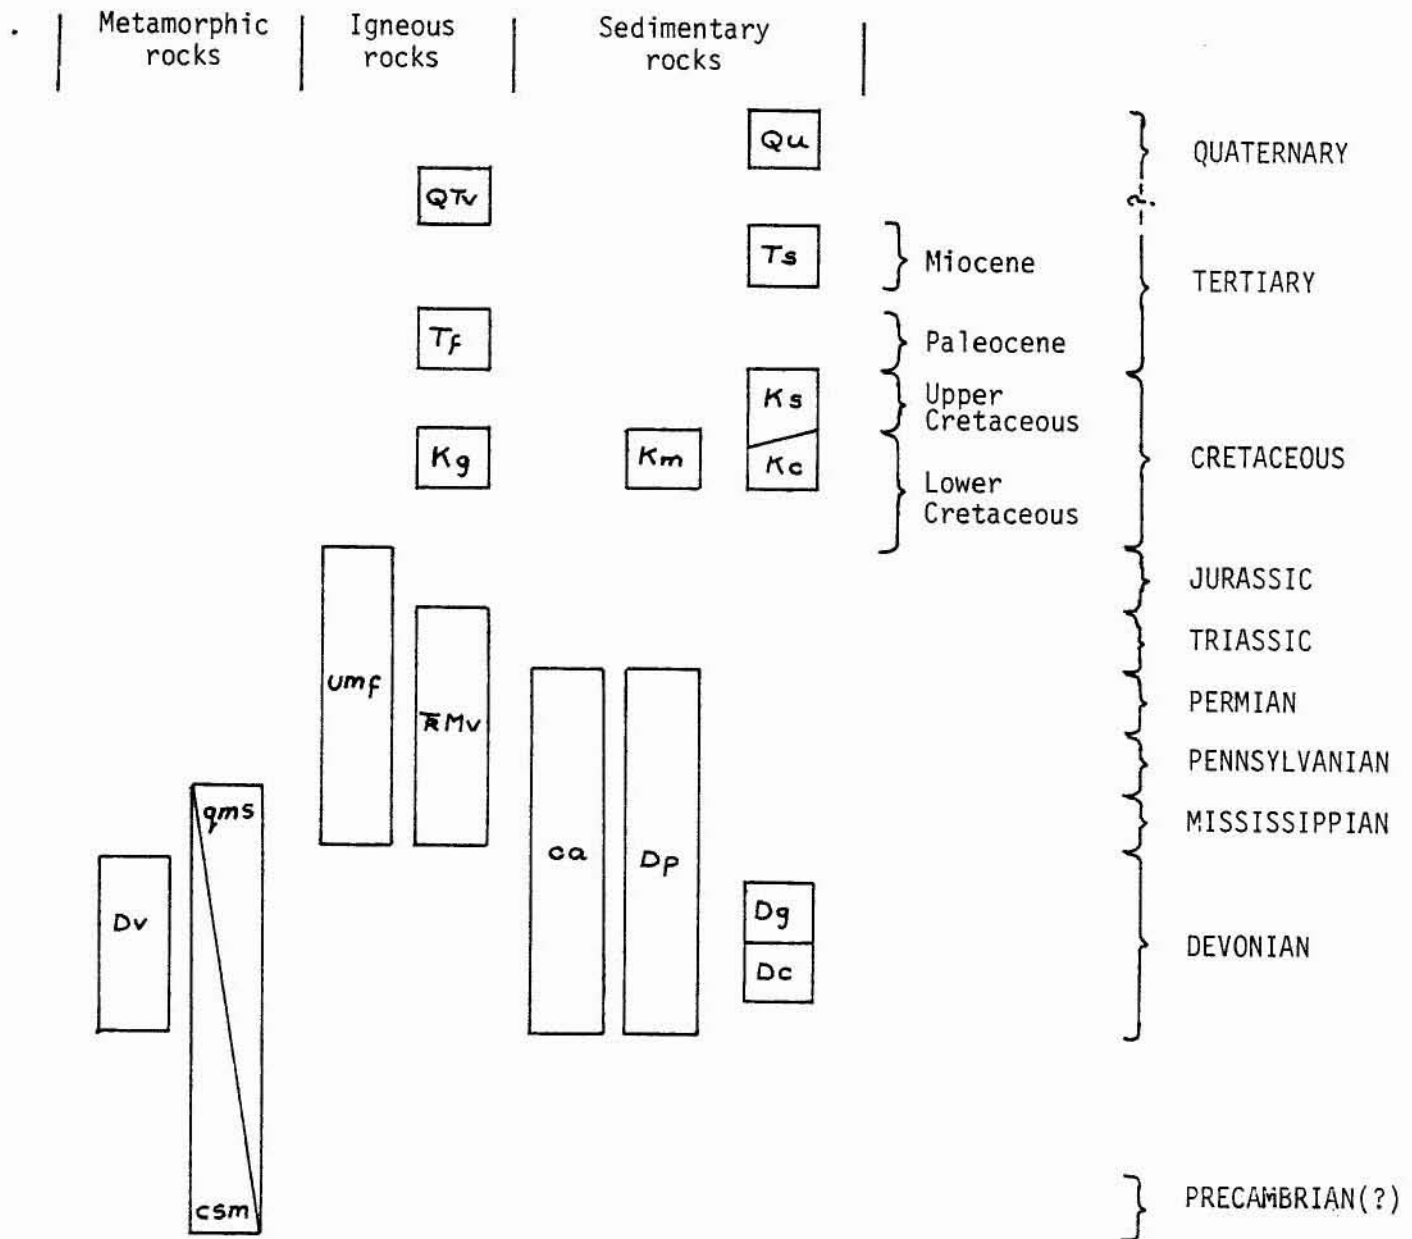 Metamorphic
rocks
Igneous
rocks
Sedimentary
rocks
Qu
QUATERNARY
QTv
?
Ts
Miocene
TERTIARY
Tf
Paleocene
Ks
Upper
Cretaceous
Kg
Km
Kc
CRETACEOUS
Lower
Cretaceous
JURASSIC
TRIASSIC
umf
PERMIAN
ꞦMv
PENNSYLVANIAN
qms
MISSISSIPPIAN
ca
Dp
Dv
Dg
DEVONIAN
Dc
csm
PRECAMBRIAN(?)